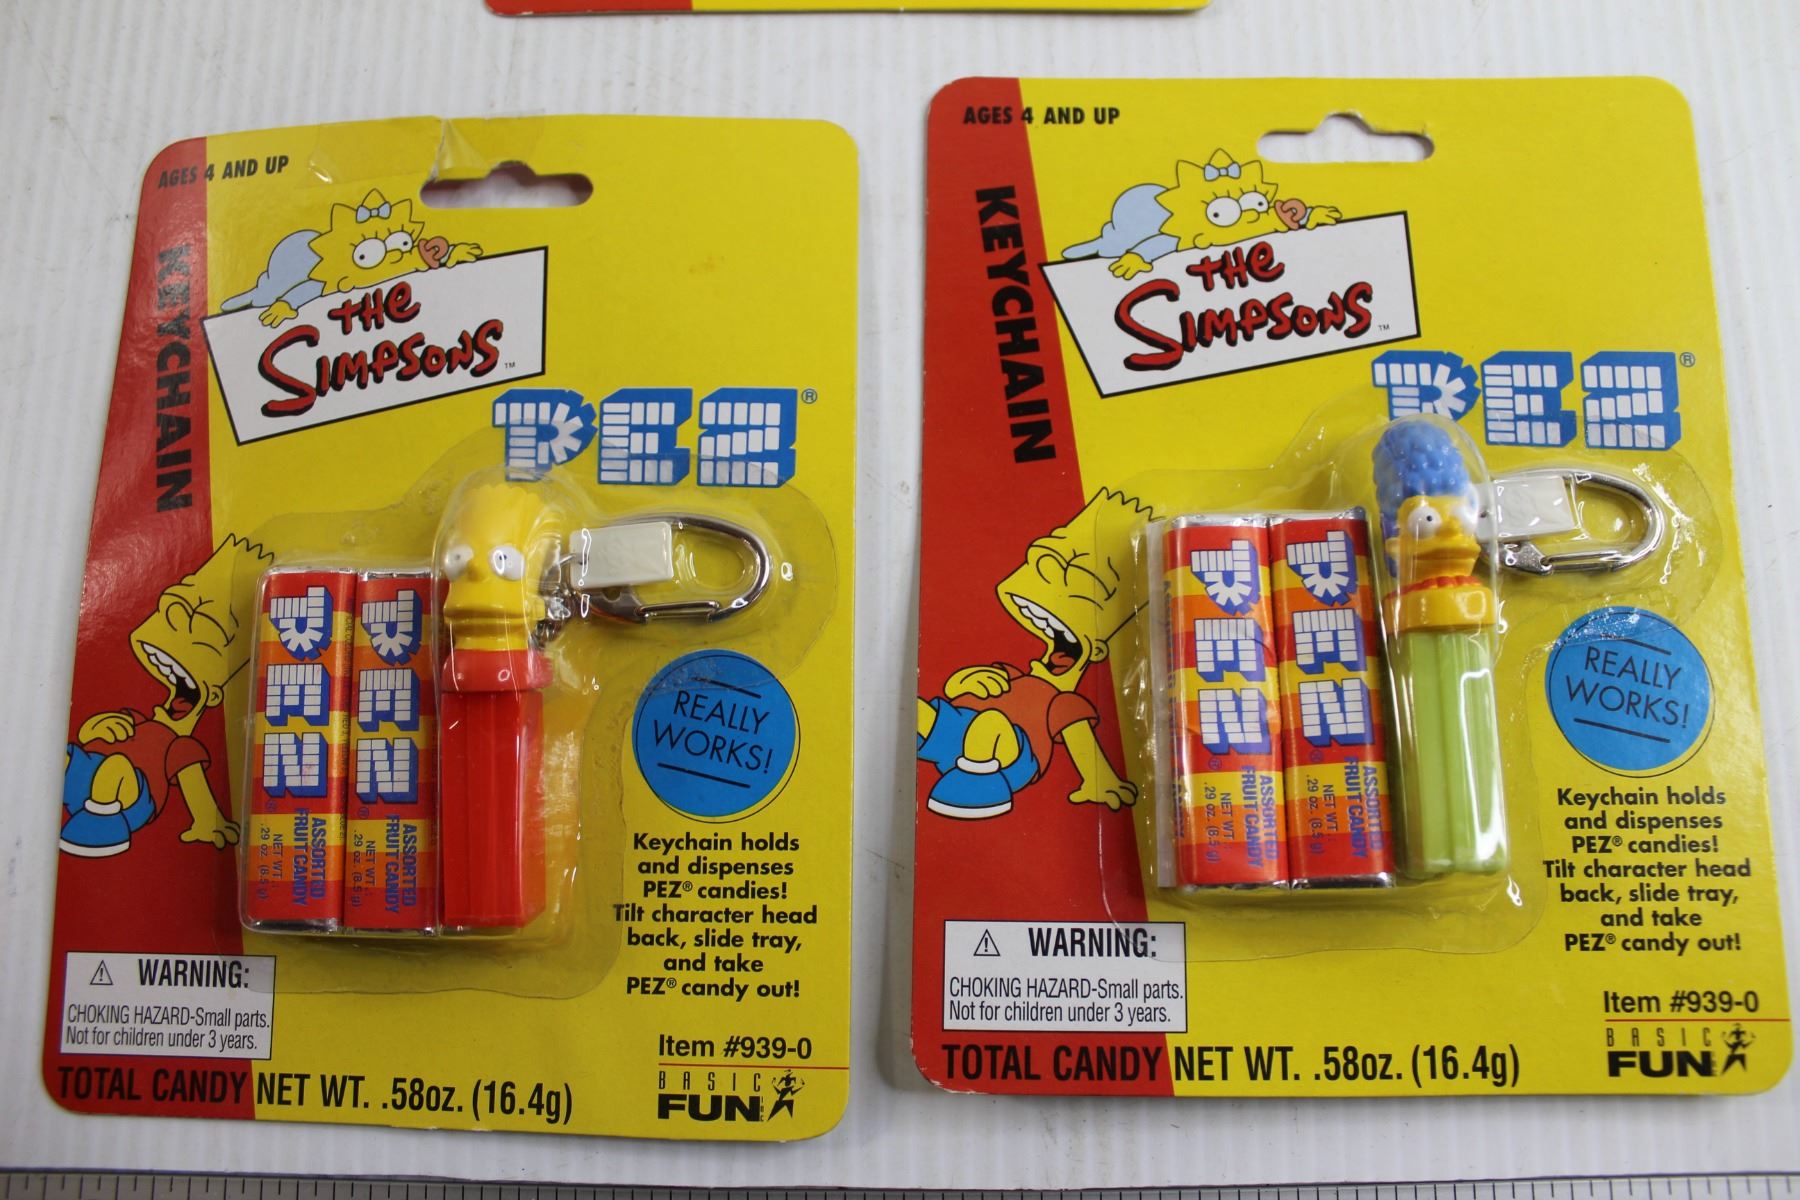 AGES 4 AND UP
KEYCHAIN
THE
SIMPSONS™
PEZ®
PEZ®
ASSORTED
FRUIT CANDY
NET WT.:
.29 oz. (8.5 g)
PEZ®
ASSORTED
FRUIT CANDY
NET WT.:
.29 oz. (8.5 g)
REALLY
WORKS!
Keychain holds
and dispenses
PEZ® candies!
Tilt character head
back, slide tray,
and take
PEZ® candy out!
⚠ WARNING:
CHOKING HAZARD-Small parts.
Not for children under 3 years.
Item #939-0
BASIC
FUN INC
TOTAL CANDY NET WT. .58oz. (16.4g)
AGES 4 AND UP
KEYCHAIN
THE
SIMPSONS™
PEZ®
PEZ®
ASSORTED
FRUIT CANDY
NET WT.:
.29 oz. (8.5 g)
PEZ
ASSORTED
FRUIT CANDY
NET WT.:
.29 oz. (8.5 g)
REALLY
WORKS!
Keychain holds
and dispenses
PEZ® candies!
Tilt character head
back, slide tray,
and take
PEZ® candy out!
⚠ WARNING:
CHOKING HAZARD-Small parts.
Not for children under 3 years.
Item #939-0
BASIC
FUN
TOTAL CANDY NET WT. .58oz. (16.4g)